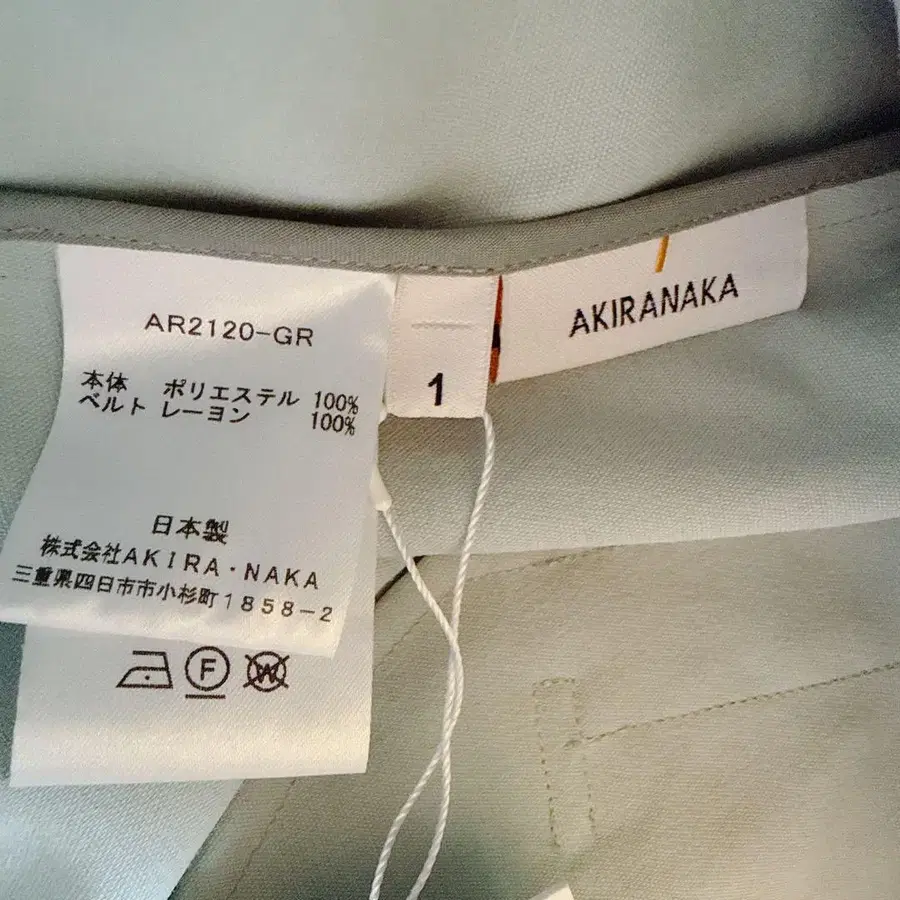 AR2120-GR
本体 ポリエステル 100%
ベルト レーヨン 100%
日本製
株式会社AKIRA・NAKA
三重県四日市市小杉町1858-2
F W
1
AKIRANAKA